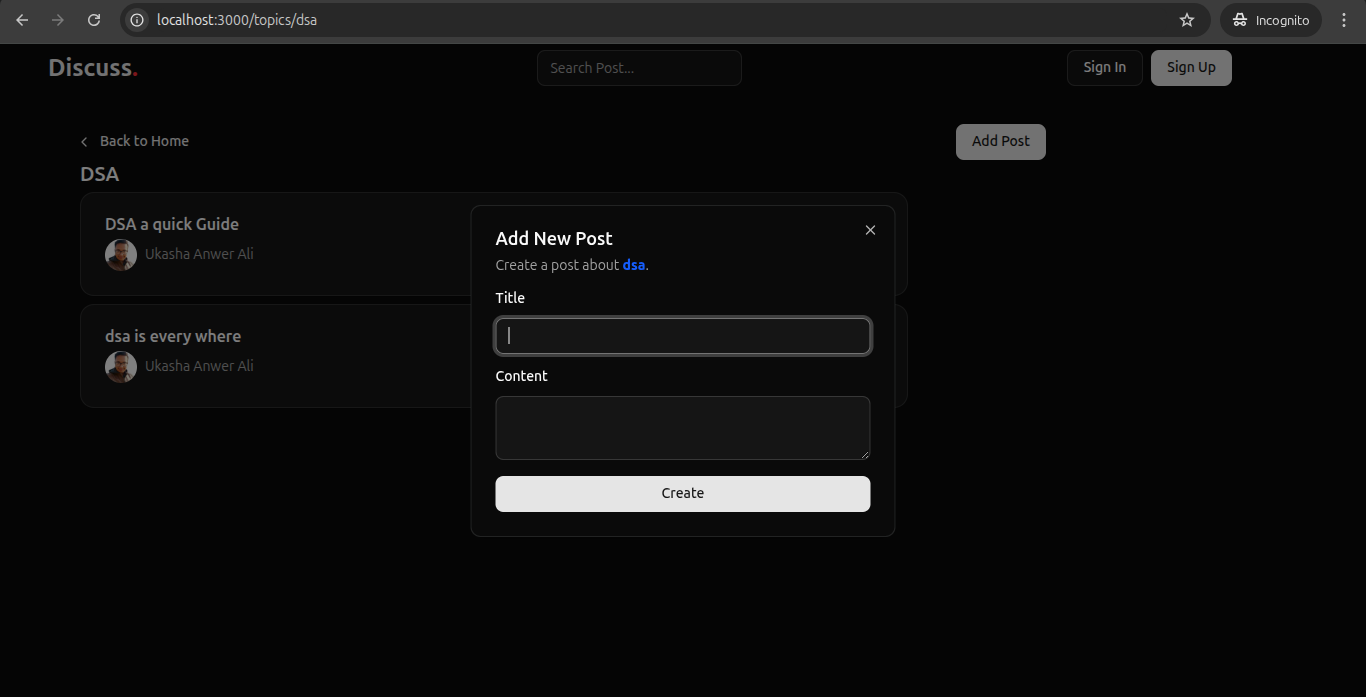 localhost:3000/topics/dsa
Incognito
Discuss.
Search Post...
Sign In
Sign Up
Back to Home
Add Post
DSA
DSA a quick Guide
Ukasha Anwer Ali
dsa is every where
Ukasha Anwer Ali
Add New Post
Create a post about dsa.
Title
Content
Create